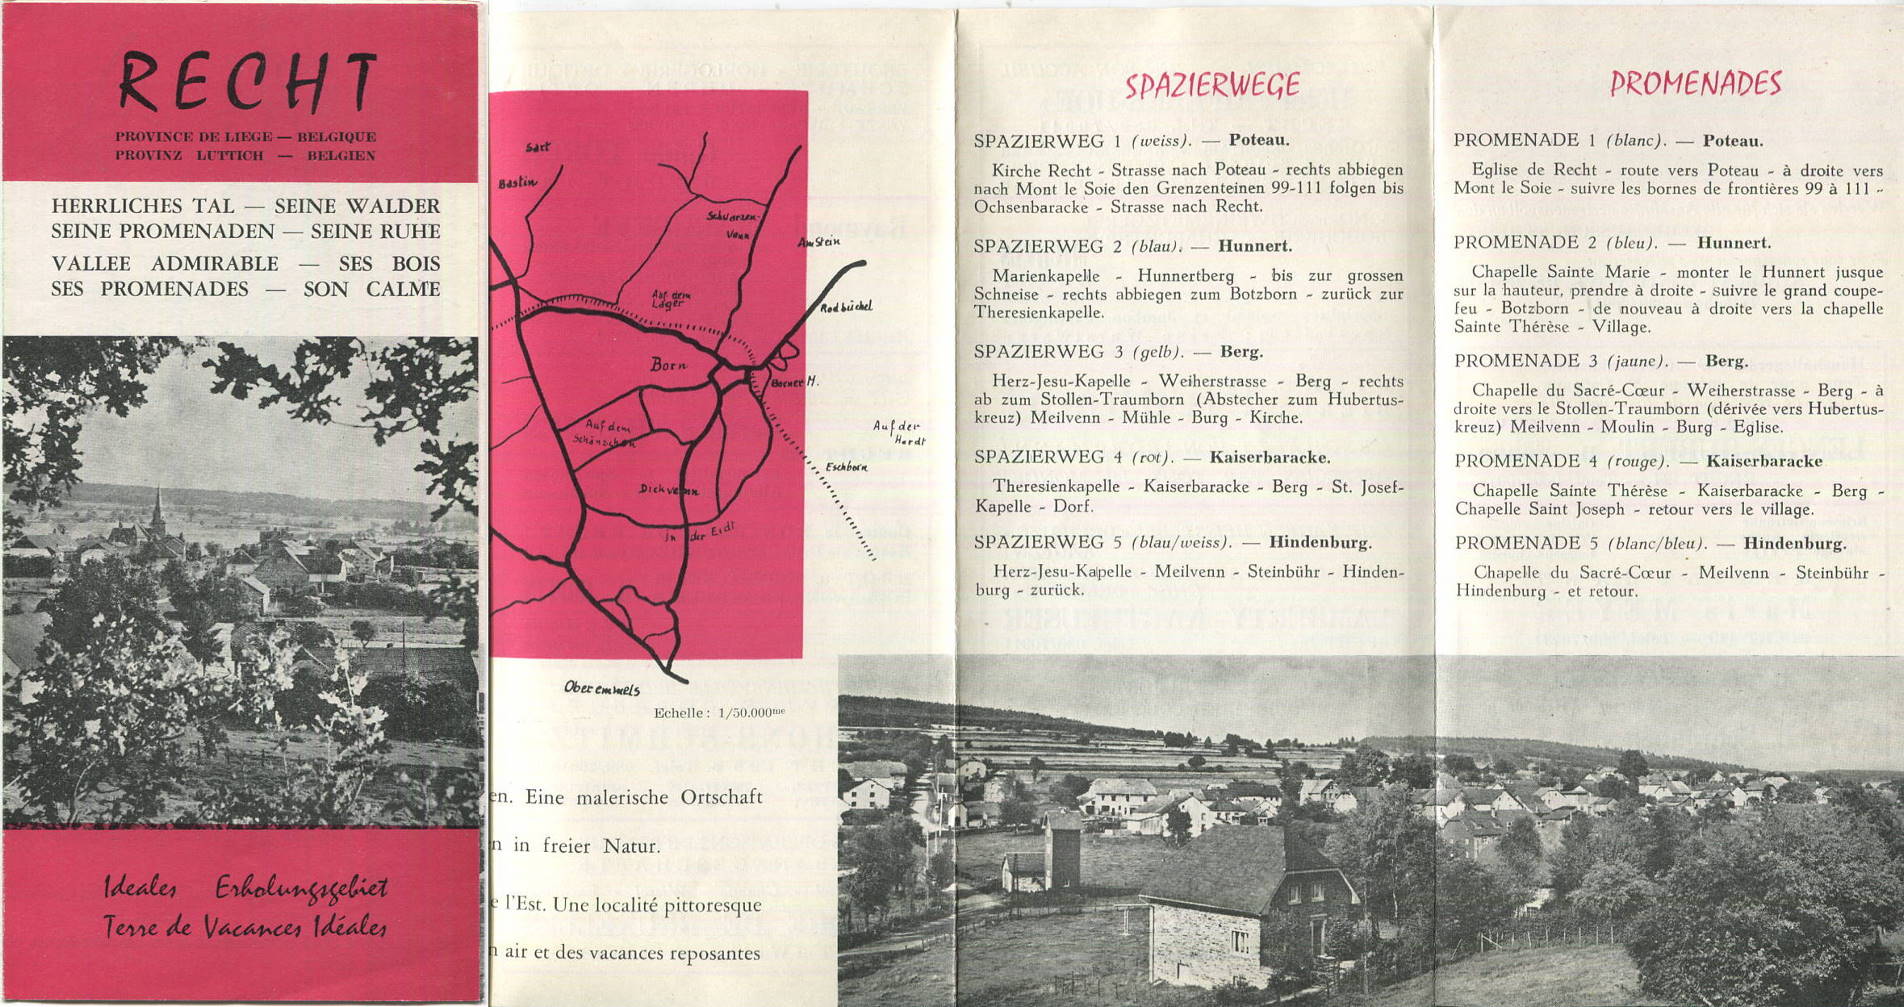 RECHT
PROVINCE DE LIEGE — BELGIQUE
PROVINZ LUTTICH — BELGIEN
HERRLICHES TAL — SEINE WALDER
SEINE PROMENADEN — SEINE RUHE
VALLEE ADMIRABLE — SES BOIS
SES PROMENADES — SON CALME
Ideales Erholungsgebiet
Terre de Vacances Idéales
Sart
Bastin
Schwarzen-
Venn
Am Stein
Auf dem
Läger
Rodbüchel
Born
Borner H.
Auf dem
Schänzchen
Auf der
Hardt
Eschborn
Dickvenn
In der Eidt
Oberemmels
Echelle : 1/50.000me
en. Eine malerische Ortschaft
n in freier Natur.
e l'Est. Une localité pittoresque
n air et des vacances reposantes
SPAZIERWEGE
SPAZIERWEG 1 (weiss). — Poteau.
Kirche Recht - Strasse nach Poteau - rechts abbiegen
nach Mont le Soie den Grenzenteinen 99-111 folgen bis
Ochsenbaracke - Strasse nach Recht.
SPAZIERWEG 2 (blau). — Hunnert.
Marienkapelle - Hunnertberg - bis zur grossen
Schneise - rechts abbiegen zum Botzborn - zurück zur
Theresienkapelle.
SPAZIERWEG 3 (gelb). — Berg.
Herz-Jesu-Kapelle - Weiherstrasse - Berg - rechts
ab zum Stollen-Traumborn (Abstecher zum Hubertus-
kreuz) Meilvenn - Mühle - Burg - Kirche.
SPAZIERWEG 4 (rot). — Kaiserbaracke.
Theresienkapelle - Kaiserbaracke - Berg - St. Josef-
Kapelle - Dorf.
SPAZIERWEG 5 (blau/weiss). — Hindenburg.
Herz-Jesu-Kapelle - Meilvenn - Steinbühr - Hinden-
burg - zurück.
PROMENADES
PROMENADE 1 (blanc). — Poteau.
Eglise de Recht - route vers Poteau - à droite vers
Mont le Soie - suivre les bornes de frontières 99 à 111 -
PROMENADE 2 (bleu). — Hunnert.
Chapelle Sainte Marie - monter le Hunnert jusque
sur la hauteur, prendre à droite - suivre le grand coupe-
feu - Botzborn - de nouveau à droite vers la chapelle
Sainte Thérèse - Village.
PROMENADE 3 (jaune). — Berg.
Chapelle du Sacré-Cœur - Weiherstrasse - Berg - à
droite vers le Stollen-Traumborn (dérivée vers Hubertus-
kreuz) Meilvenn - Moulin - Burg - Eglise.
PROMENADE 4 (rouge). — Kaiserbaracke
Chapelle Sainte Thérèse - Kaiserbaracke - Berg -
Chapelle Saint Joseph - retour vers le village.
PROMENADE 5 (blanc/bleu). — Hindenburg.
Chapelle du Sacré-Cœur - Meilvenn - Steinbühr -
Hindenburg - et retour.